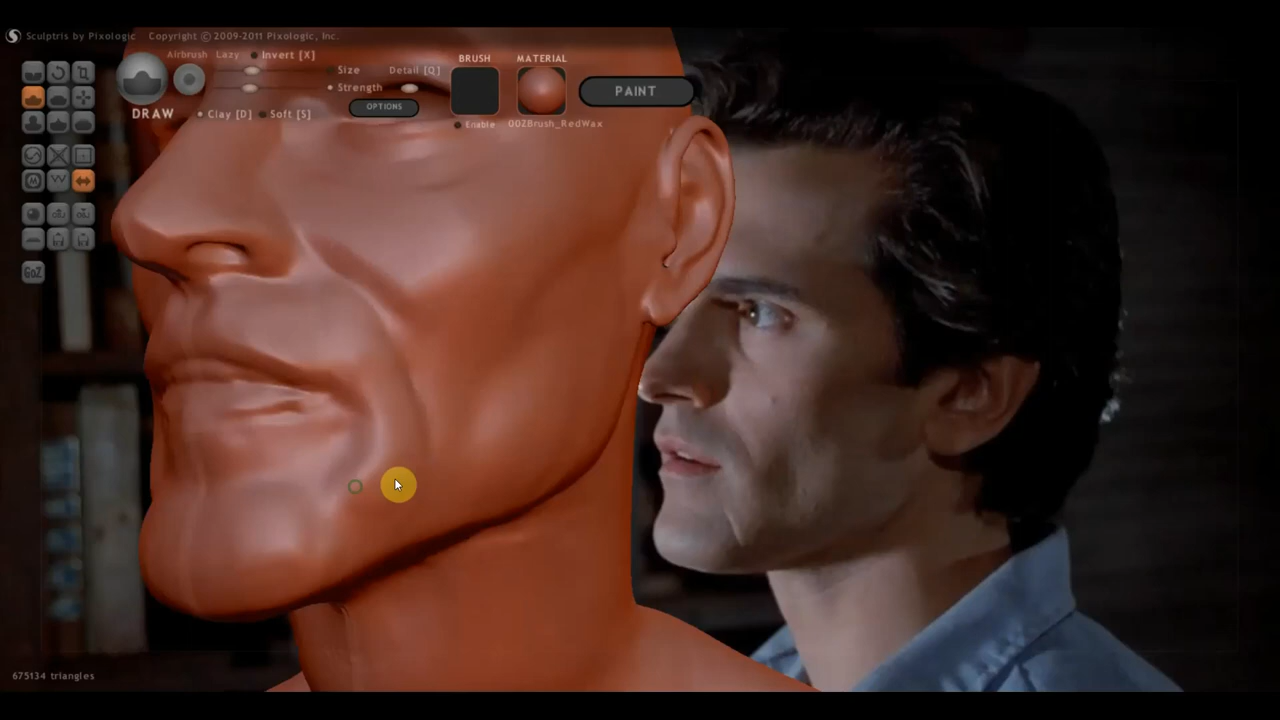 Sculptris by Pixologic Copyright © 2009-2011 Pixologic, Inc.
Airbrush Lazy Invert [X]
Size Detail [Q]
Strength
OPTIONS
DRAW Clay [D] Soft [S]
BRUSH
Enable
MATERIAL
00ZBrush_RedWax
PAINT
GoZ
675134 triangles